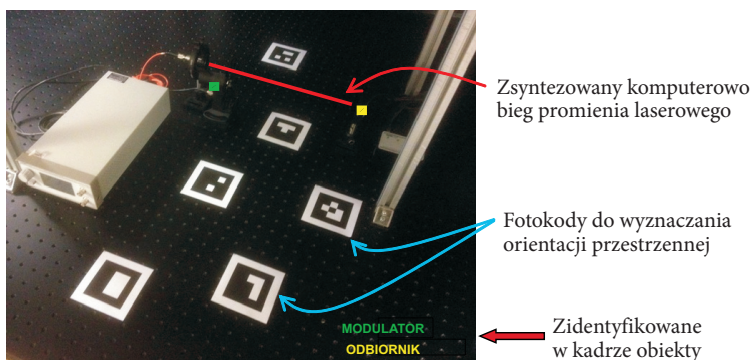 Zsyntezowany komputerowo
bieg promienia laserowego
Fotokody do wyznaczania
orientacji przestrzennej
MODULATOR
ODBIORNIK
Zidentyfikowane
w kadrze obiekty